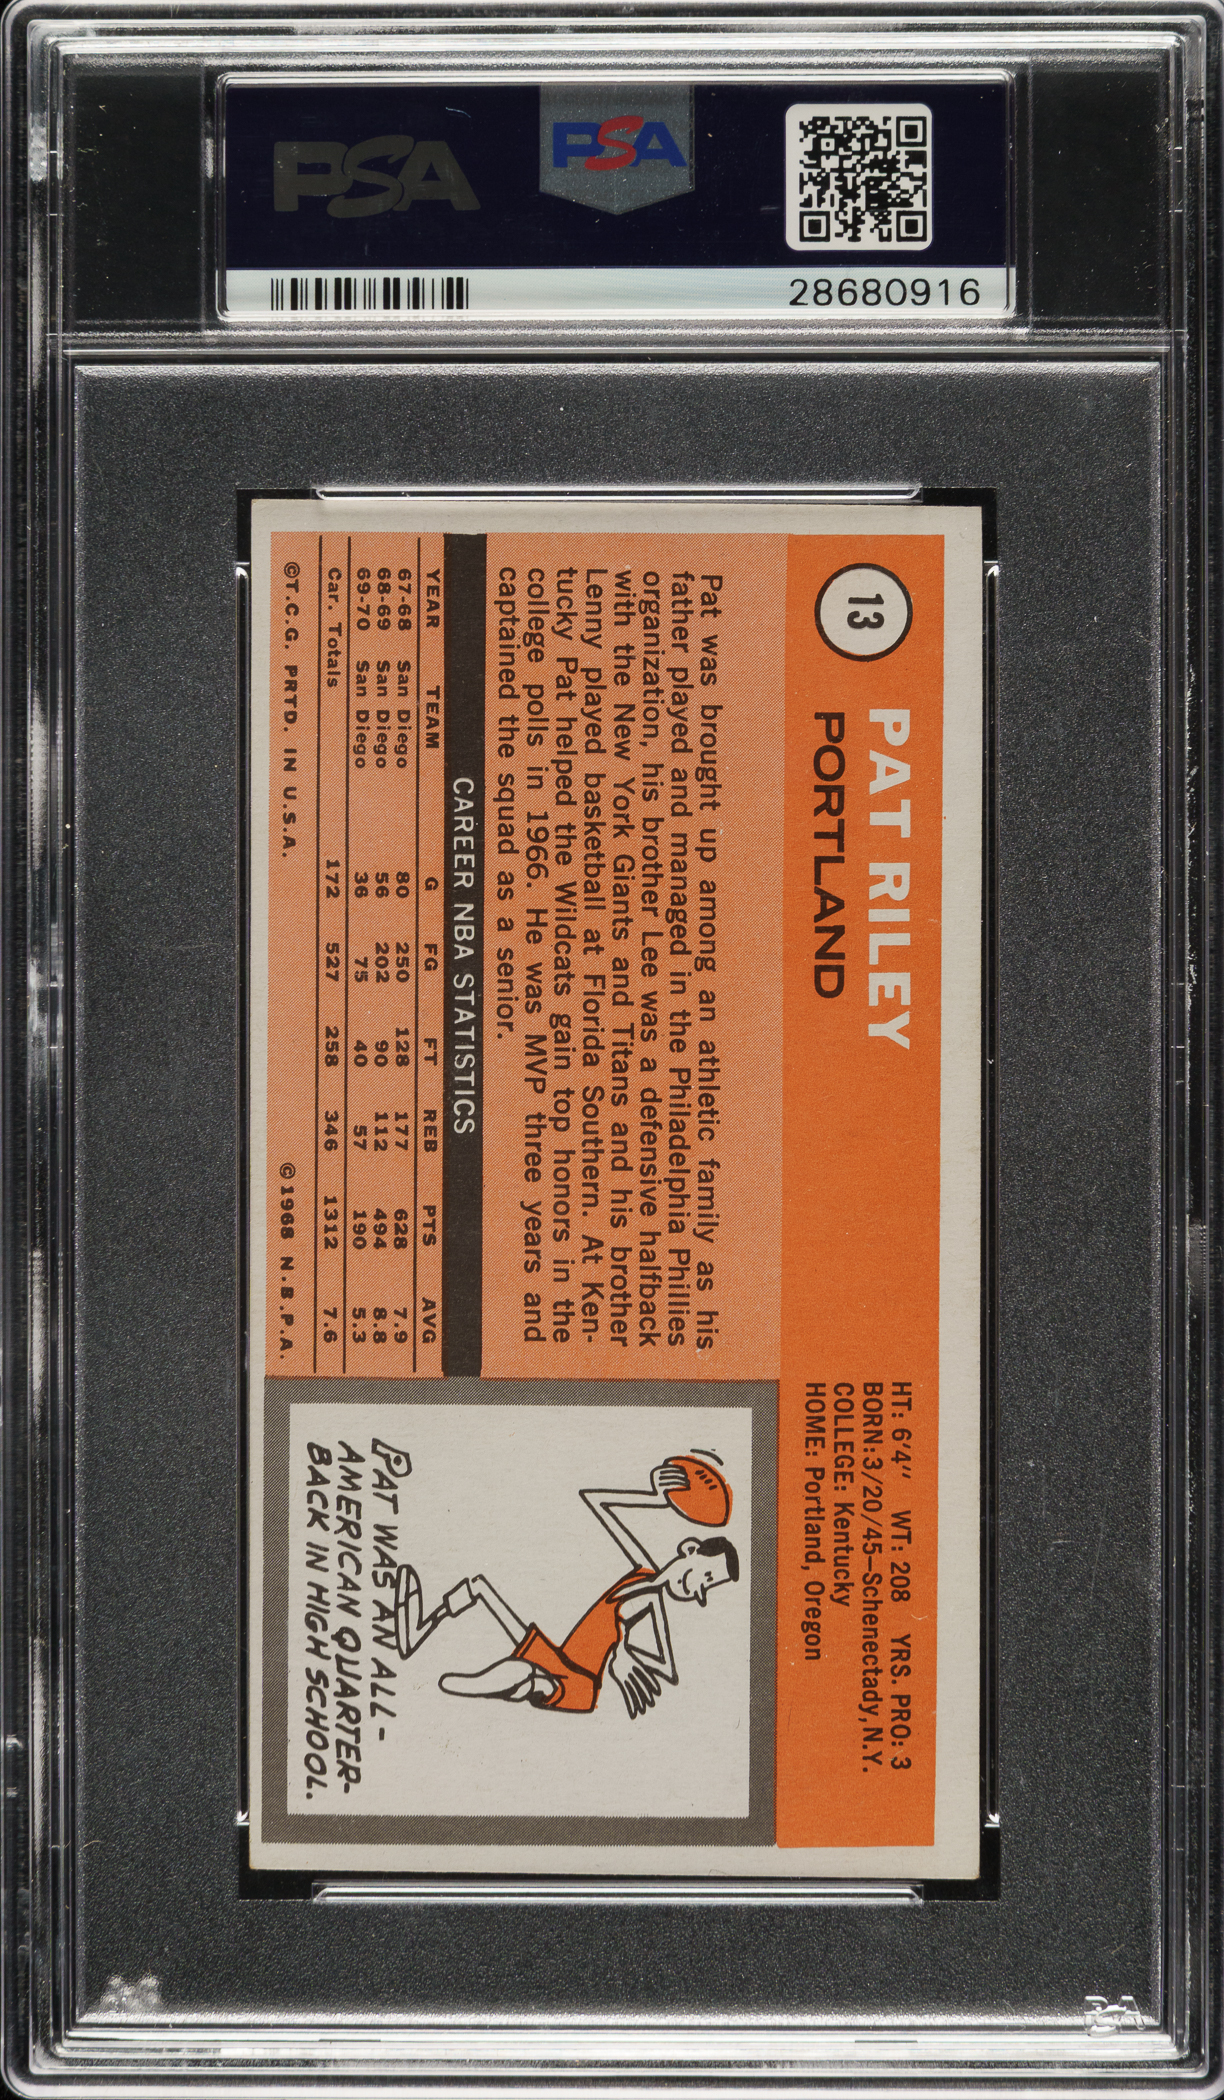 PSA
PSA
28680916
13
PAT RILEY
PORTLAND
HT: 6'4" WT: 208 YRS. PRO: 3
BORN: 3/20/45—Schenectady, N.Y.
COLLEGE: Kentucky
HOME: Portland, Oregon
Pat was brought up among an athletic family as his
father played and managed in the Philadelphia Phillies
organization, his brother Lee was a defensive halfback
with the New York Giants and Titans and his brother
Lenny played basketball at Florida Southern. At Ken-
tucky Pat helped the Wildcats gain top honors in the
college polls in 1966. He was MVP three years and
captained the squad as a senior.
CAREER NBA STATISTICS
YEAR TEAM G FG FT REB PTS AVG
67-68 San Diego 80 250 128 177 628 7.9
68-69 San Diego 56 202 90 112 494 8.8
69-70 San Diego 36 75 40 57 190 5.3
Car. Totals 172 527 258 346 1312 7.6
©T.C.G. PRTD. IN U.S.A. ©1968 N.B.P.A.
PAT WAS AN ALL-
AMERICAN QUARTER-
BACK IN HIGH SCHOOL.
PSA